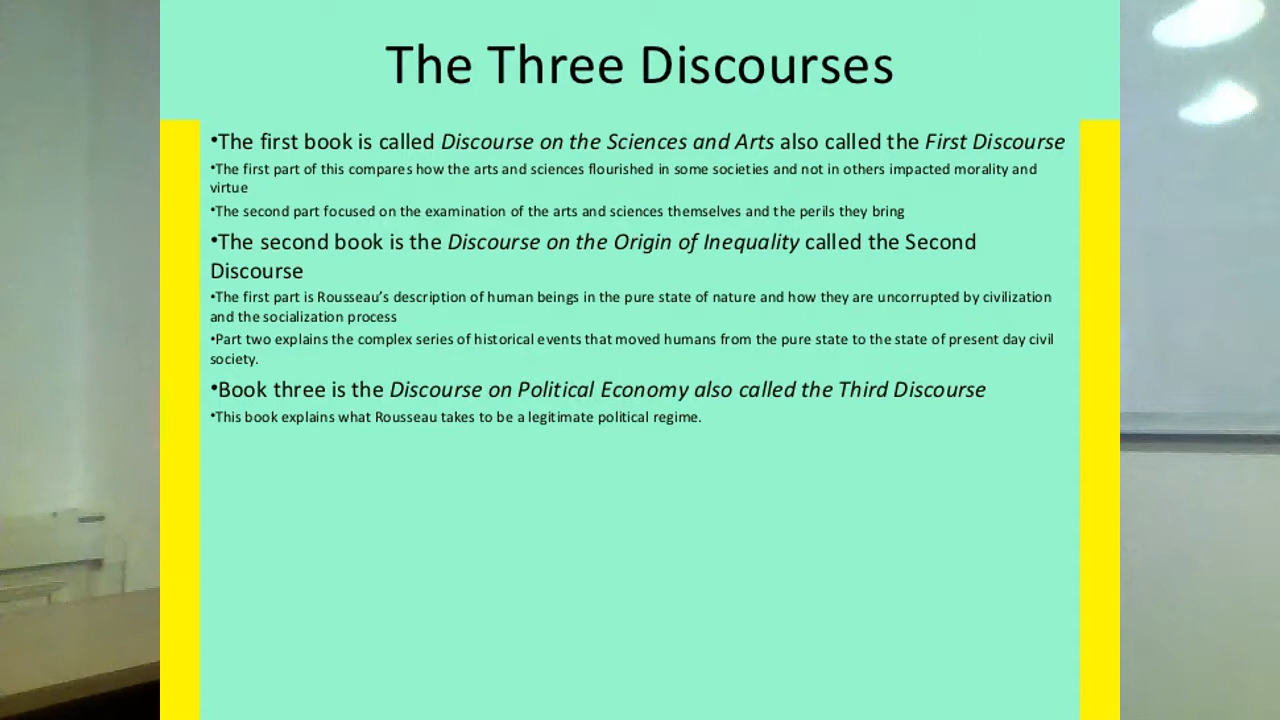 The Three Discourses
•The first book is called Discourse on the Sciences and Arts also called the First Discourse
•The first part of this compares how the arts and sciences flourished in some societies and not in others impacted morality and
virtue
•The second part focused on the examination of the arts and sciences themselves and the perils they bring
•The second book is the Discourse on the Origin of Inequality called the Second
Discourse
•The first part is Rousseau’s description of human beings in the pure state of nature and how they are uncorrupted by civilization
and the socialization process
•Part two explains the complex series of historical events that moved humans from the pure state to the state of present day civil
society.
•Book three is the Discourse on Political Economy also called the Third Discourse
•This book explains what Rousseau takes to be a legitimate political regime.